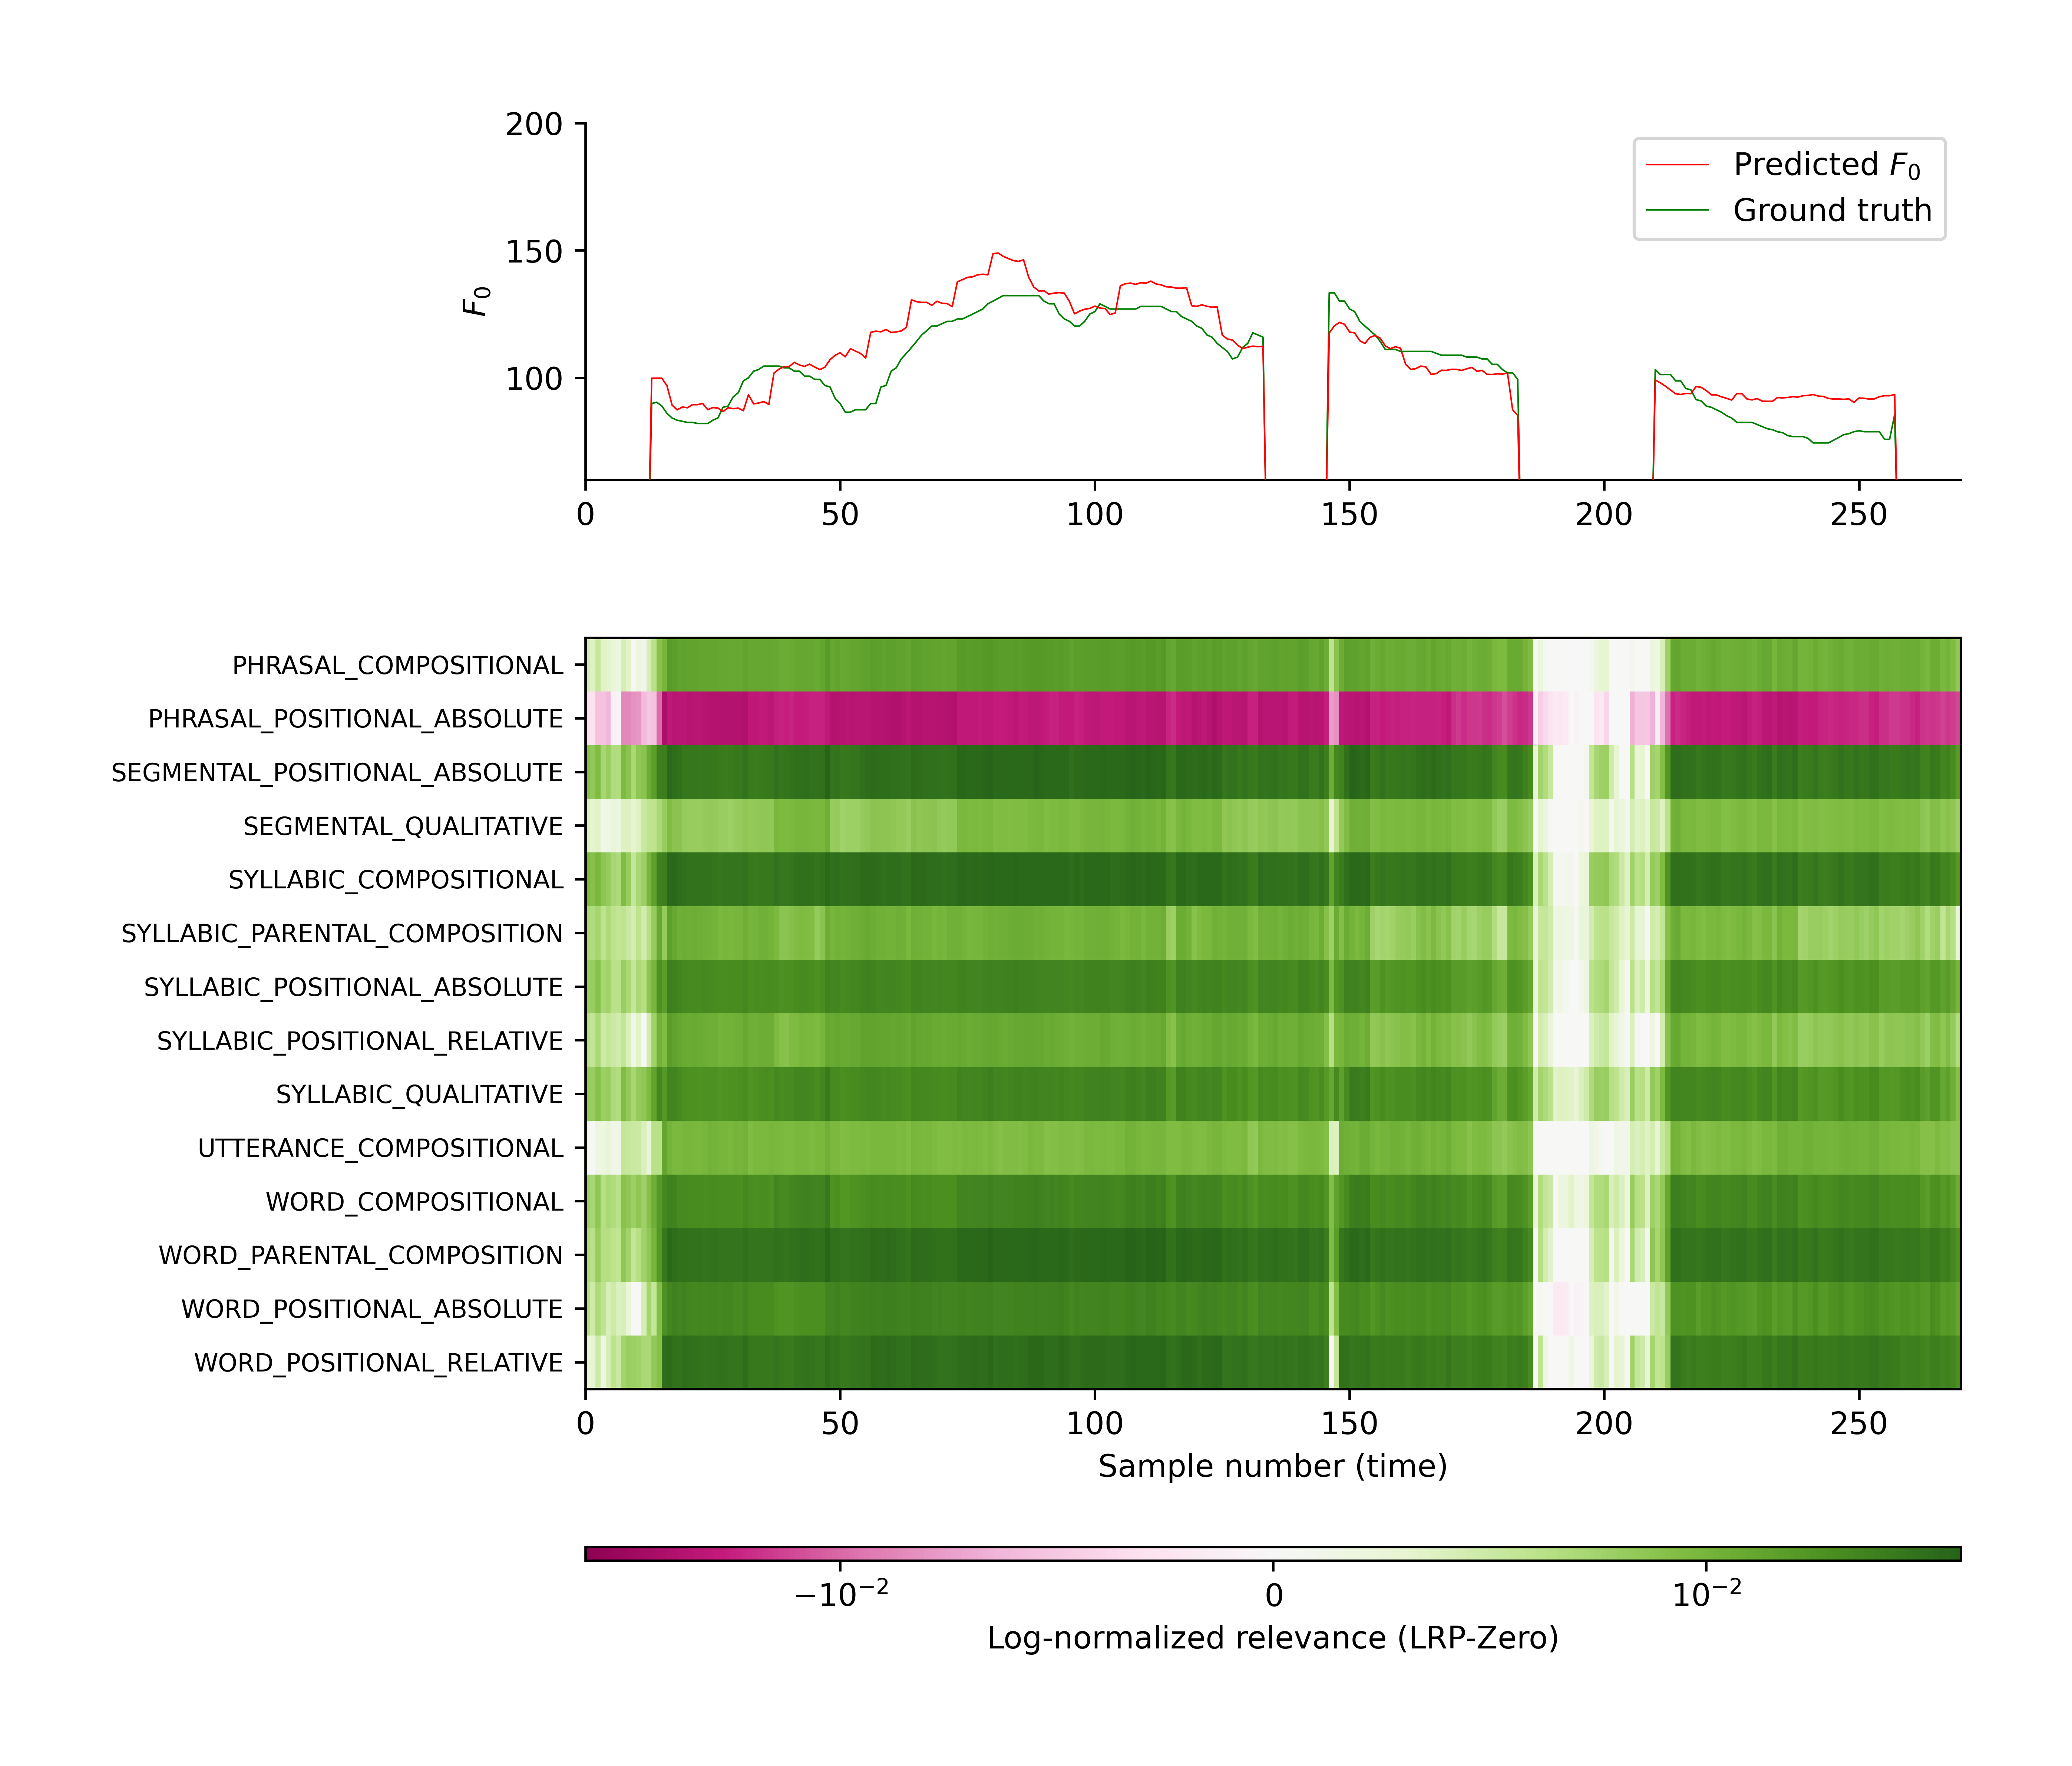 200
150
100
F₀
Predicted F₀
Ground truth
0 50 100 150 200 250
PHRASAL_COMPOSITIONAL
PHRASAL_POSITIONAL_ABSOLUTE
SEGMENTAL_POSITIONAL_ABSOLUTE
SEGMENTAL_QUALITATIVE
SYLLABIC_COMPOSITIONAL
SYLLABIC_PARENTAL_COMPOSITION
SYLLABIC_POSITIONAL_ABSOLUTE
SYLLABIC_POSITIONAL_RELATIVE
SYLLABIC_QUALITATIVE
UTTERANCE_COMPOSITIONAL
WORD_COMPOSITIONAL
WORD_PARENTAL_COMPOSITION
WORD_POSITIONAL_ABSOLUTE
WORD_POSITIONAL_RELATIVE
0 50 100 150 200 250
Sample number (time)
−10⁻² 0 10⁻²
Log-normalized relevance (LRP-Zero)